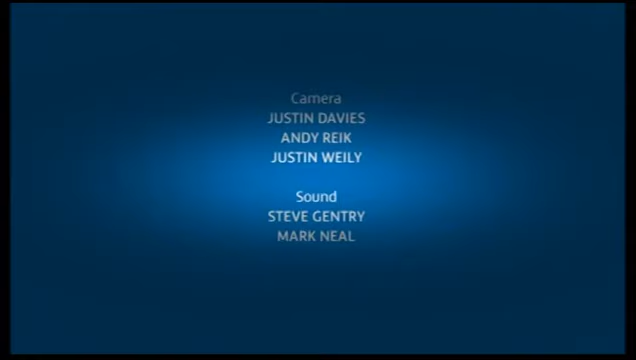 Camera
JUSTIN DAVIES
ANDY REIK
JUSTIN WEILY
Sound
STEVE GENTRY
MARK NEAL